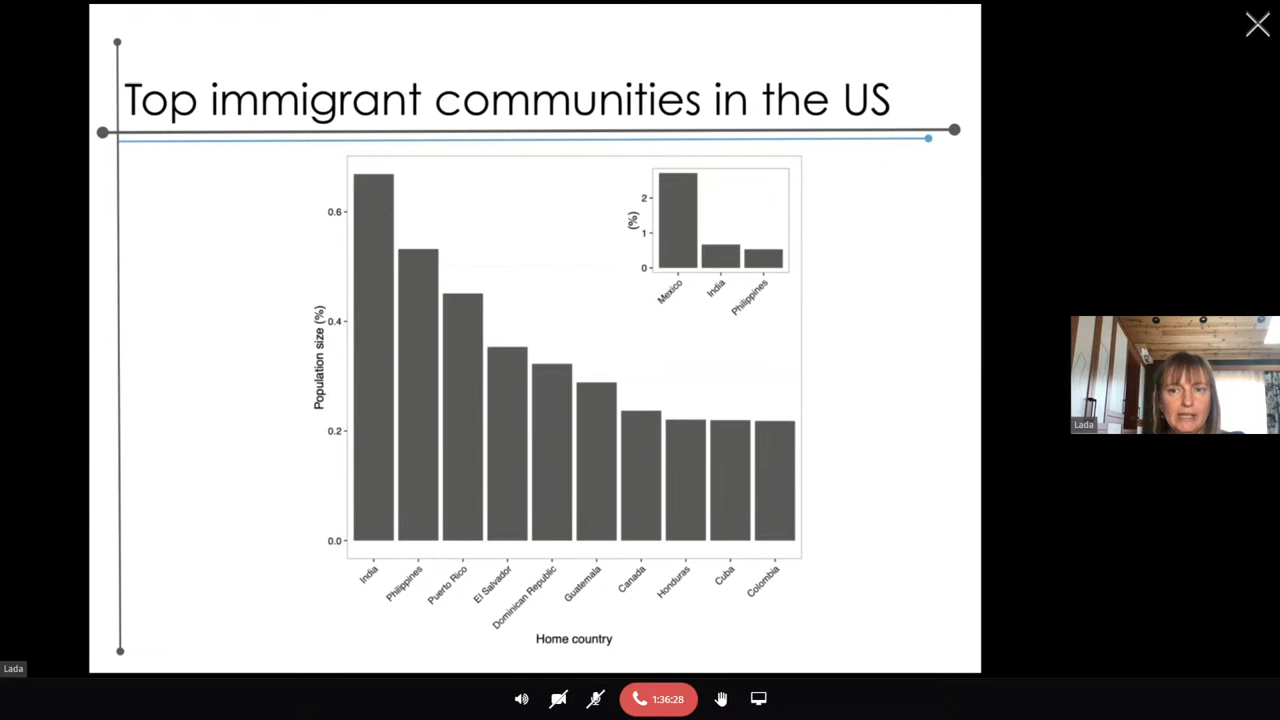 Top immigrant communities in the US
Population size (%)
0.6
0.4
0.2
0.0
India
Philippines
Puerto Rico
El Salvador
Dominican Republic
Guatemala
Canada
Honduras
Cuba
Colombia
Home country
(%)
2
1
0
Mexico
India
Philippines
Lada
Lada
1:36:28